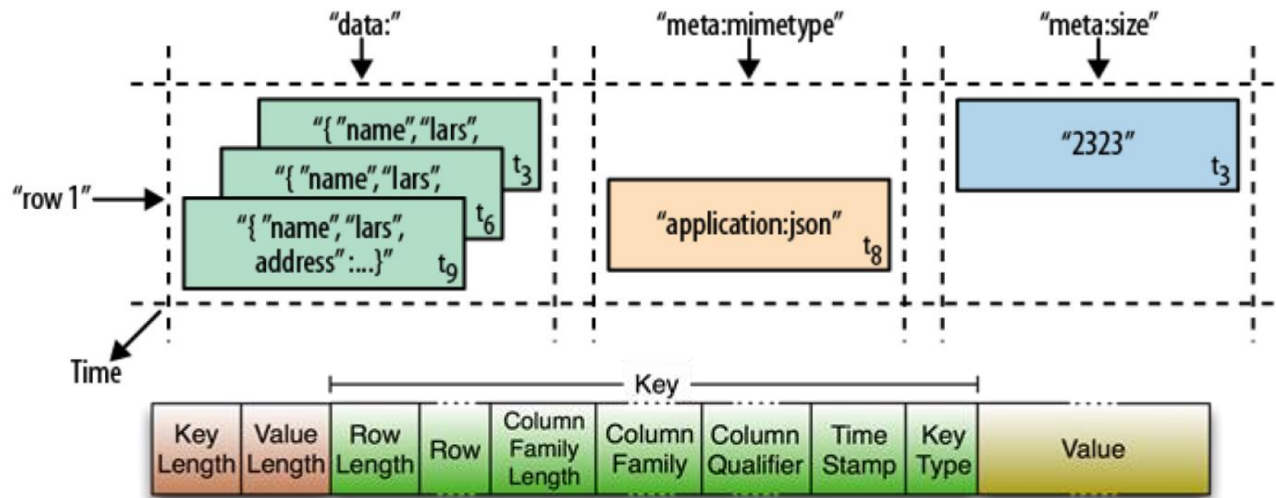 “data:”
“meta:mimetype”
“meta:size”
“{ ”name”, “lars”,
t3
“{ ”name”, “lars”,
t6
“{ ”name”, “lars”,
address” :...}”
t9
“row 1”
“application:json”
t8
“2323”
t3
Time
Key
Key
Length
Value
Length
Row
Length
Row
Column
Family
Length
Column
Family
Column
Qualifier
Time
Stamp
Key
Type
Value